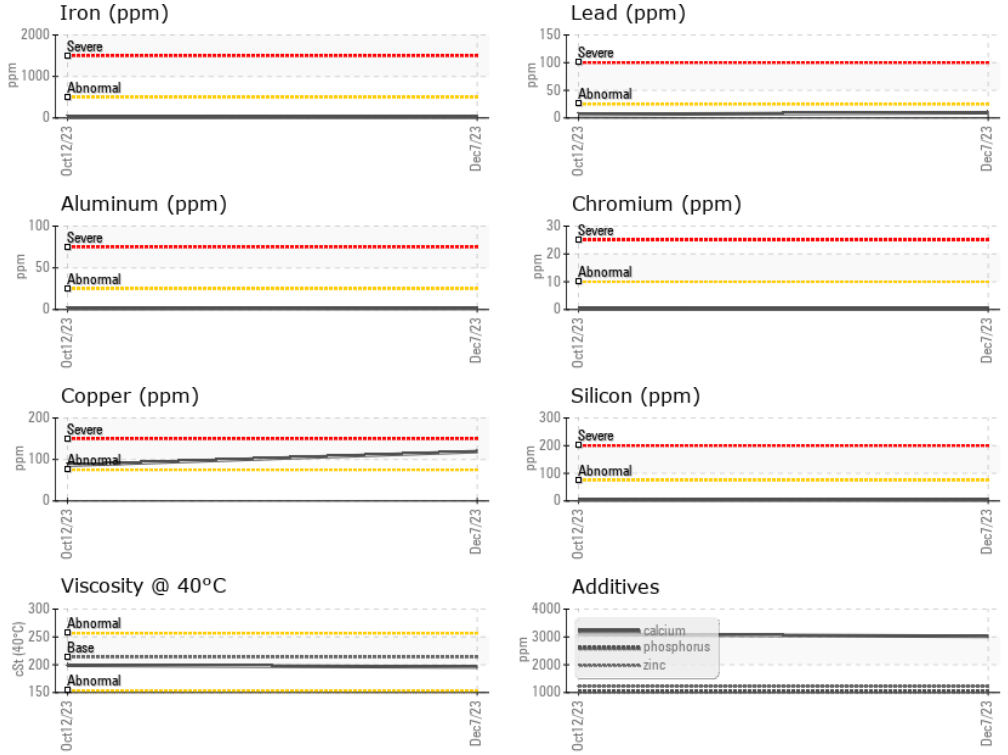 Iron (ppm)
2000
1000
0
ppm
Severe
Abnormal
Oct12/23
Dec7/23
Lead (ppm)
150
100
50
0
ppm
Severe
Abnormal
Oct12/23
Dec7/23
Aluminum (ppm)
100
50
0
ppm
Severe
Abnormal
Oct12/23
Dec7/23
Chromium (ppm)
30
20
10
0
ppm
Severe
Abnormal
Oct12/23
Dec7/23
Copper (ppm)
200
100
0
ppm
Severe
Abnormal
Oct12/23
Dec7/23
Silicon (ppm)
300
200
100
0
ppm
Severe
Abnormal
Oct12/23
Dec7/23
Viscosity @ 40°C
300
250
200
150
cSt (40°C)
Abnormal
Base
Abnormal
Oct12/23
Dec7/23
Additives
4000
3000
2000
1000
ppm
calcium
phosphorus
zinc
Oct12/23
Dec7/23